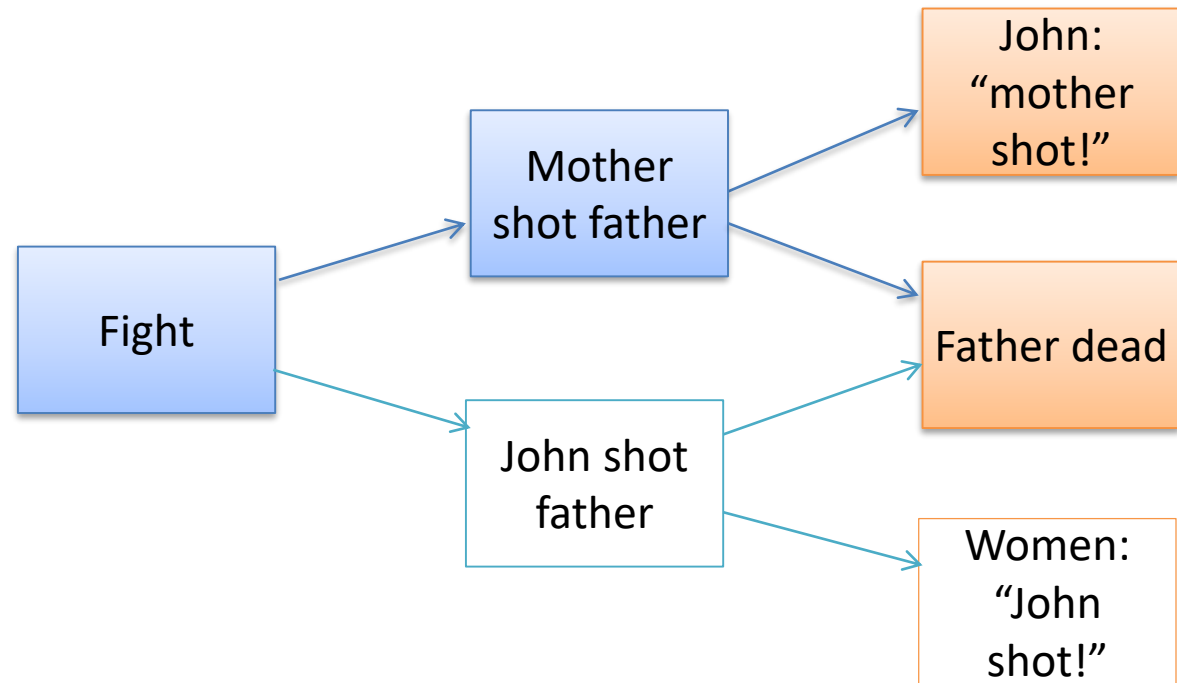 Fight
Mother
shot father
John shot
father
John:
“mother
shot!”
Father dead
Women:
“John
shot!”